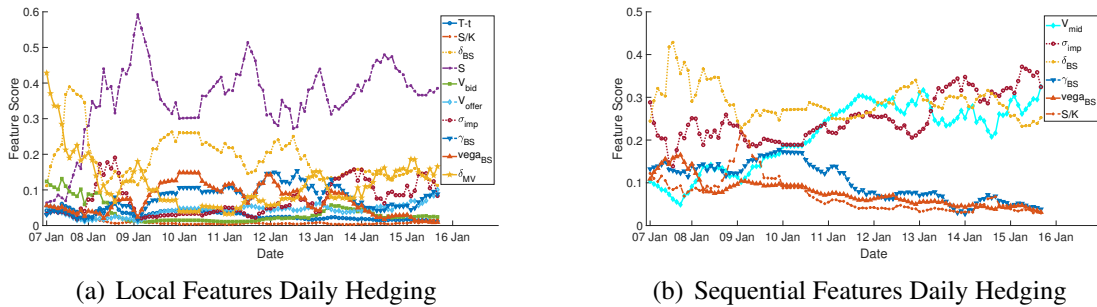 0.6
0.5
0.4
0.3
0.2
0.1
0
Feature Score
07 Jan 08 Jan 09 Jan 10 Jan 11 Jan 12 Jan 13 Jan 14 Jan 15 Jan 16 Jan
Date
T-t
S/K
δBS
S
Vbid
Voffer
σimp
γBS
vegaBS
δMV
(a) Local Features Daily Hedging
0.5
0.4
0.3
0.2
0.1
0
Feature Score
07 Jan 08 Jan 09 Jan 10 Jan 11 Jan 12 Jan 13 Jan 14 Jan 15 Jan 16 Jan
Date
Vmid
σimp
δBS
γBS
vegaBS
S/K
(b) Sequential Features Daily Hedging